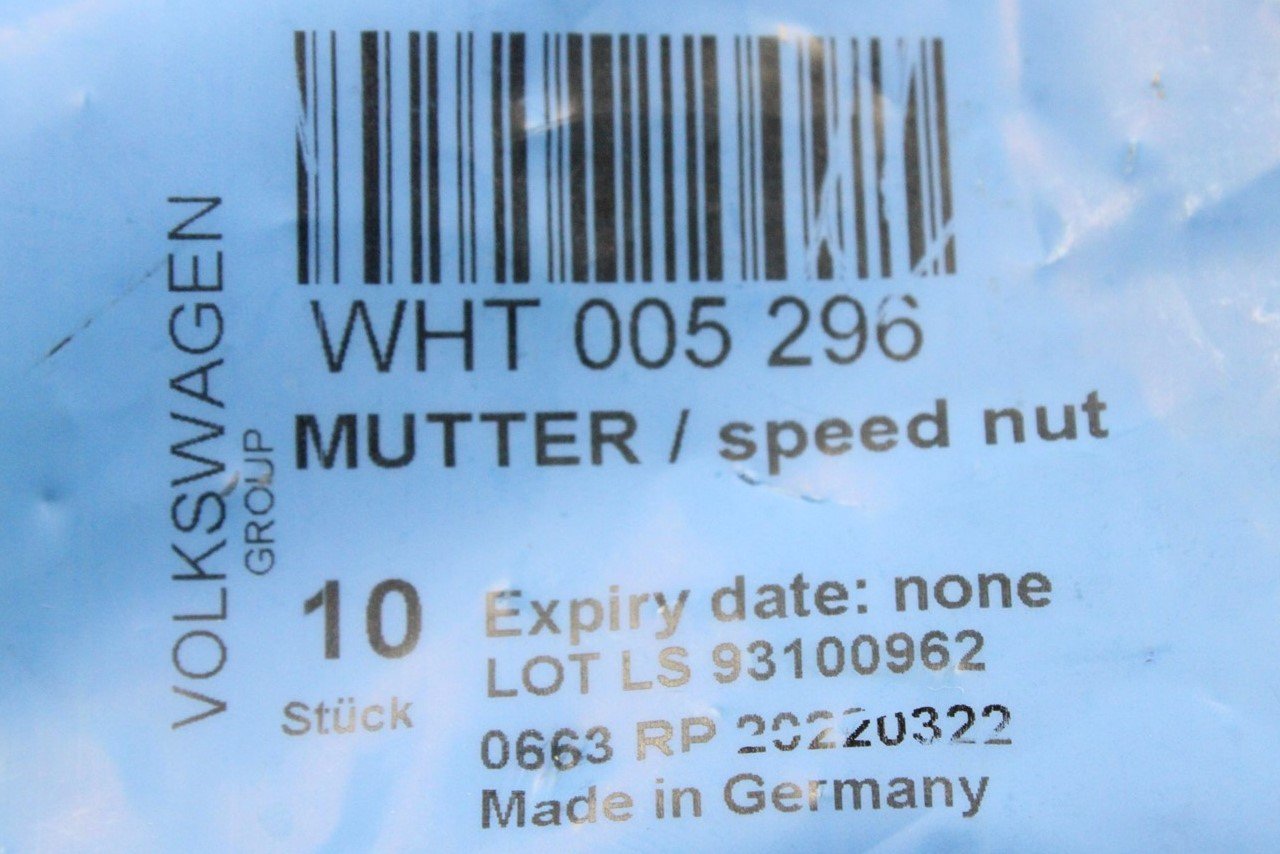 VOLKSWAGEN
GROUP
WHT 005 296
MUTTER / speed nut
10
Stück
Expiry date: none
LOT LS 93100962
0663 RP 20220322
Made in Germany